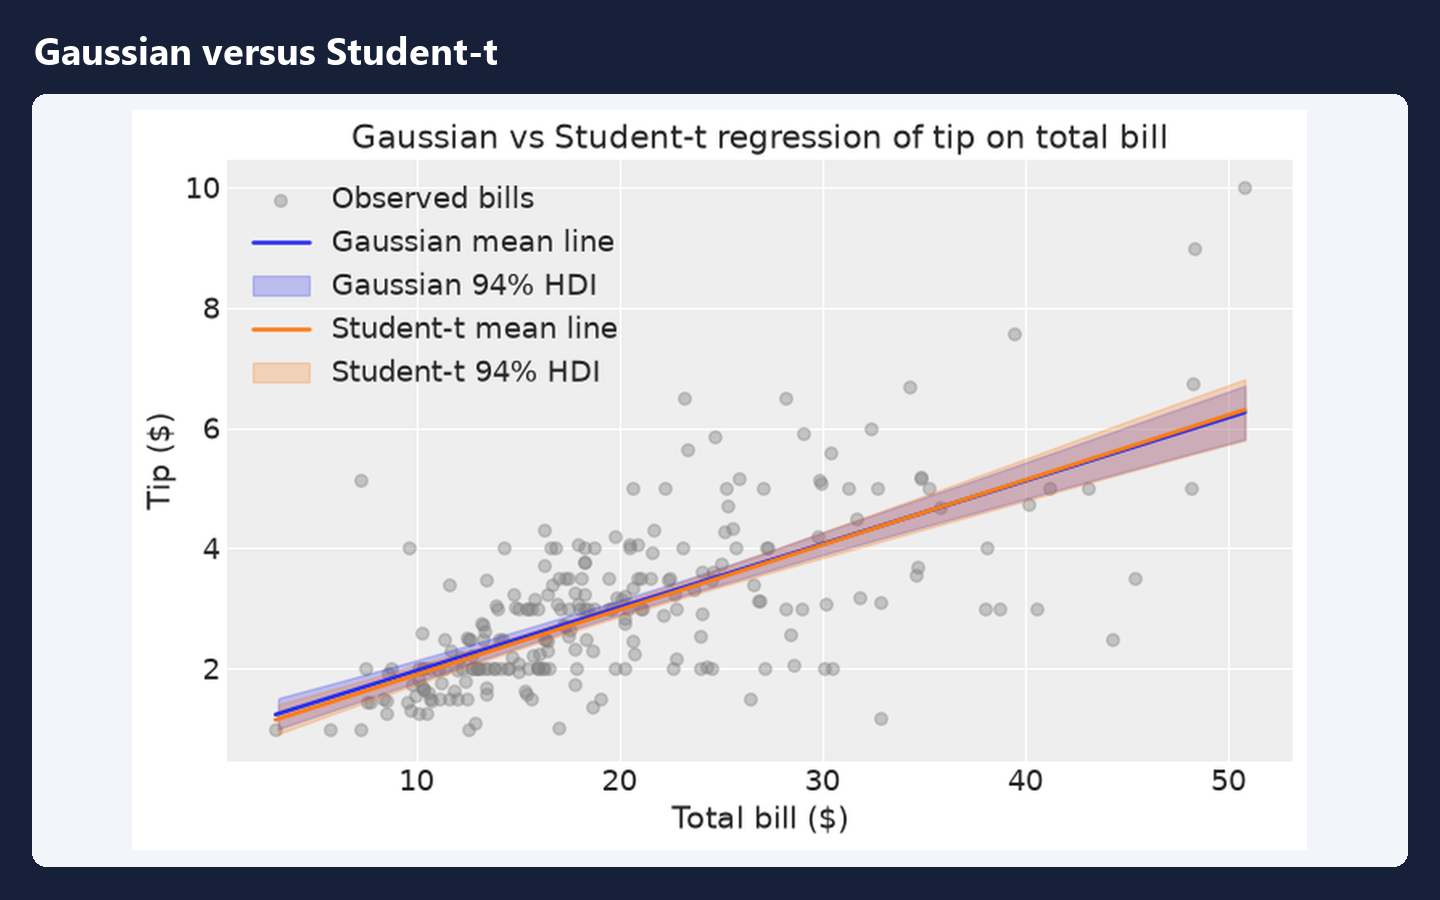 Gaussian versus Student-t
Gaussian vs Student-t regression of tip on total bill
Observed bills
Gaussian mean line
Gaussian 94% HDI
Student-t mean line
Student-t 94% HDI
10
8
6
4
2
Tip ($)
10 20 30 40 50
Total bill ($)